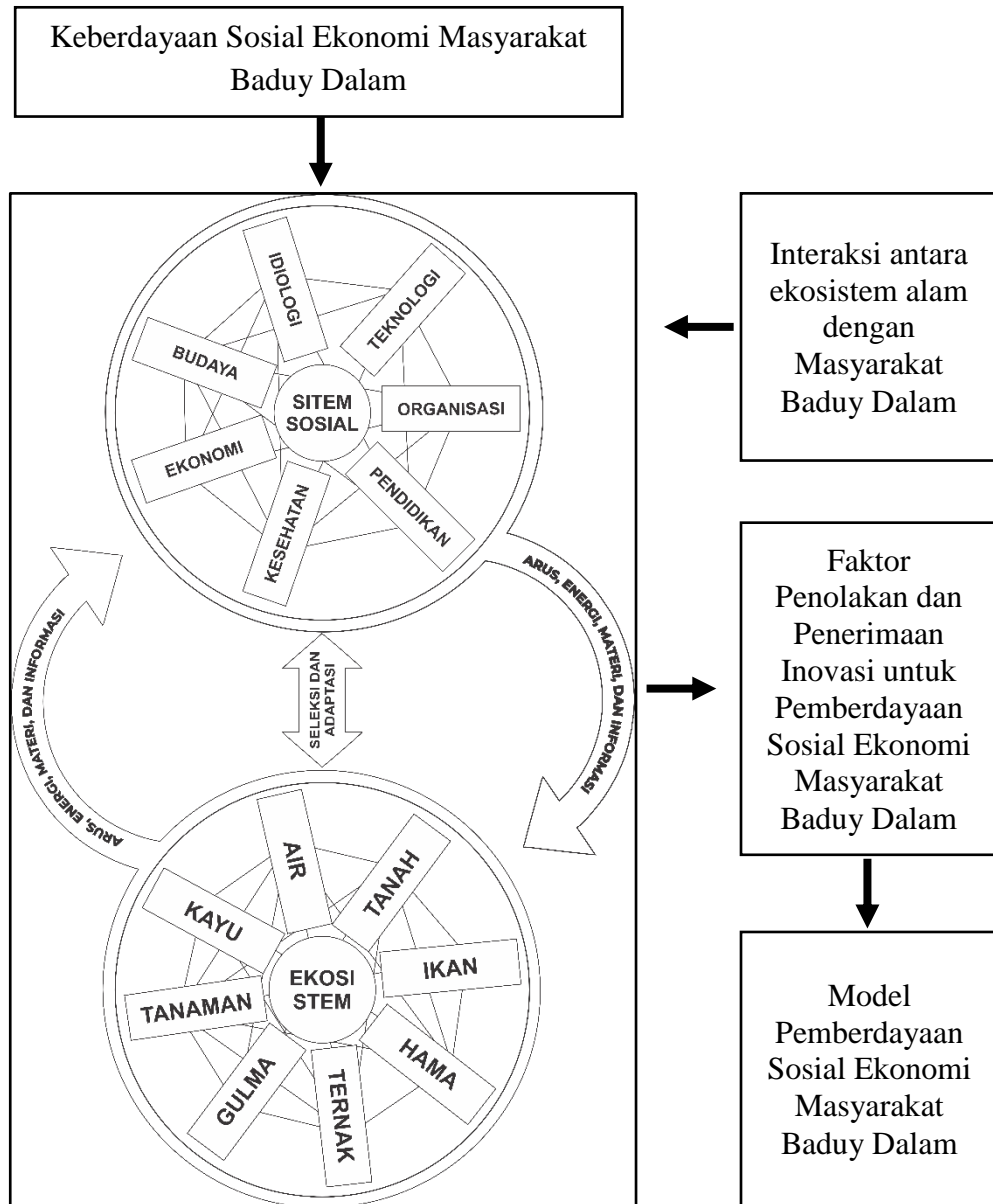 Keberdayaan Sosial Ekonomi Masyarakat
Baduy Dalam
IDIOLOGI
TEKNOLOGI
BUDAYA
SITEM
SOSIAL
ORGANISASI
EKONOMI
KESEHATAN
PENDIDIKAN
ARUS, ENERGI, MATERI, DAN INFORMASI
SELEKSI DAN
ADAPTASI
ARUS, ENERGI, MATERI, DAN INFORMASI
AIR
TANAH
KAYU
EKOSI
STEM
IKAN
TANAMAN
HAMA
GULMA
TERNAK
Interaksi antara
ekosistem alam
dengan
Masyarakat
Baduy Dalam
Faktor
Penolakan dan
Penerimaan
Inovasi untuk
Pemberdayaan
Sosial Ekonomi
Masyarakat
Baduy Dalam
Model
Pemberdayaan
Sosial Ekonomi
Masyarakat
Baduy Dalam